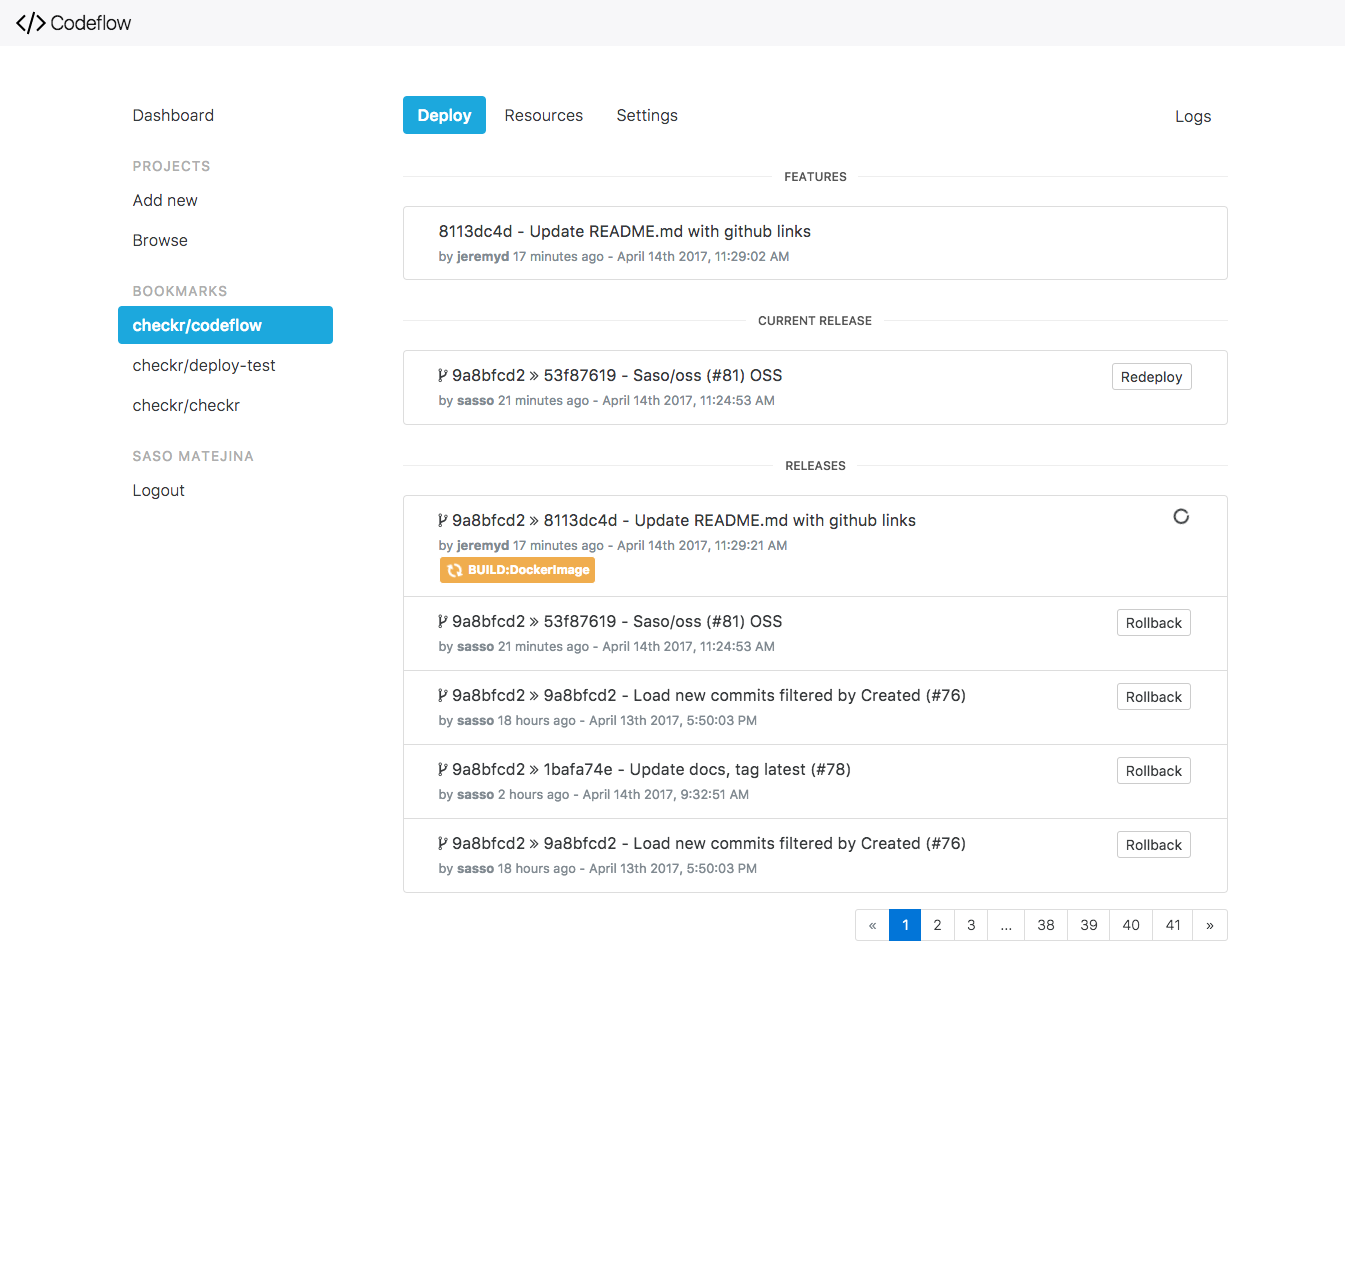 </> Codeflow
Dashboard
PROJECTS
Add new
Browse
BOOKMARKS
checkr/codeflow
checkr/deploy-test
checkr/checkr
SASO MATEJINA
Logout
Deploy Resources Settings Logs
FEATURES
8113dc4d - Update README.md with github links
by jeremyd 17 minutes ago - April 14th 2017, 11:29:02 AM
CURRENT RELEASE
9a8bfcd2 » 53f87619 - Saso/oss (#81) OSS
Redeploy
by sasso 21 minutes ago - April 14th 2017, 11:24:53 AM
RELEASES
9a8bfcd2 » 8113dc4d - Update README.md with github links
by jeremyd 17 minutes ago - April 14th 2017, 11:29:21 AM
BUILD:DockerImage
9a8bfcd2 » 53f87619 - Saso/oss (#81) OSS
Rollback
by sasso 21 minutes ago - April 14th 2017, 11:24:53 AM
9a8bfcd2 » 9a8bfcd2 - Load new commits filtered by Created (#76)
Rollback
by sasso 18 hours ago - April 13th 2017, 5:50:03 PM
9a8bfcd2 » 1bafa74e - Update docs, tag latest (#78)
Rollback
by sasso 2 hours ago - April 14th 2017, 9:32:51 AM
9a8bfcd2 » 9a8bfcd2 - Load new commits filtered by Created (#76)
Rollback
by sasso 18 hours ago - April 13th 2017, 5:50:03 PM
« 1 2 3 ... 38 39 40 41 »